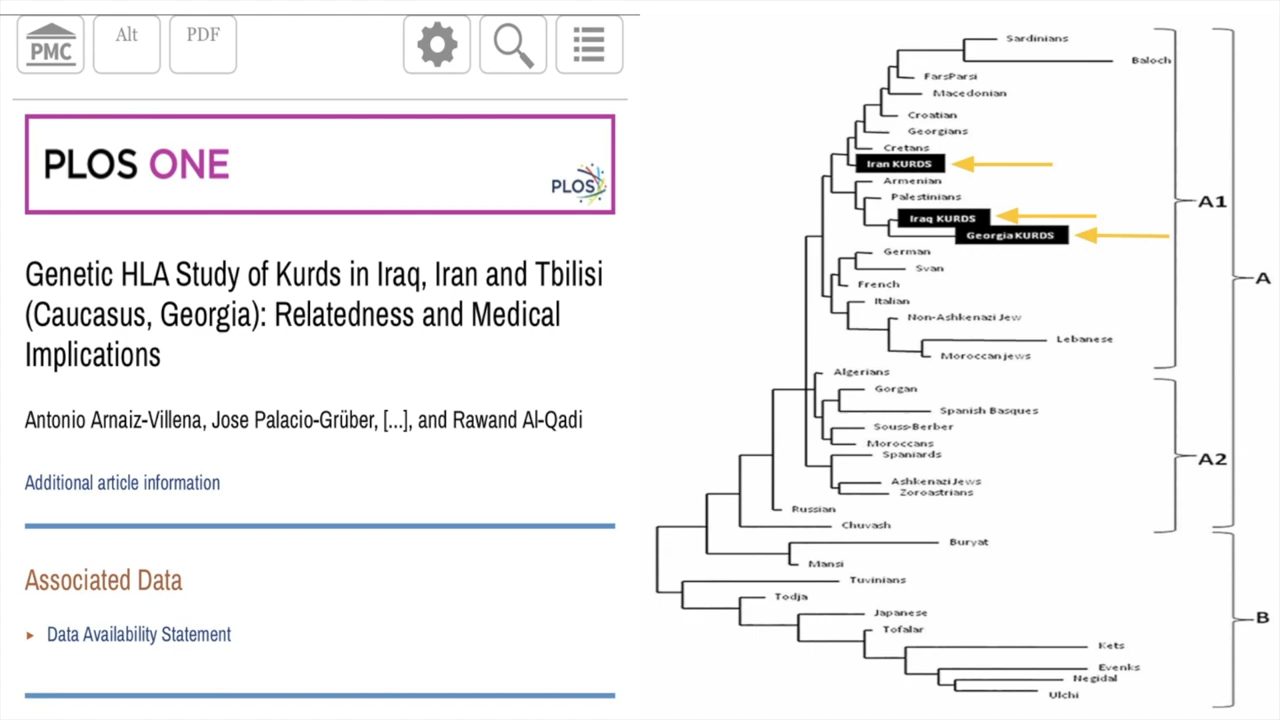 PMC
Alt
PDF
PLOS ONE
PLOS
Genetic HLA Study of Kurds in Iraq, Iran and Tbilisi
(Caucasus, Georgia): Relatedness and Medical
Implications
Antonio Arnaiz-Villena, Jose Palacio-Grüber, [...], and Rawand Al-Qadi
Additional article information
Associated Data
Data Availability Statement
Sardinians
Baloch
FarsParsi
Macedonian
Croatian
Georgians
Cretans
Iran KURDS
Armenian
Palestinians
Iraq KURDS
Georgia KURDS
German
Svan
French
Italian
Non-Ashkenazi Jew
Lebanese
Moroccan jews
Algerians
Gorgan
Spanish Basques
Souss-Berber
Moroccans
Spaniards
Ashkenazi Jews
Zoroastrians
Russian
Chuvash
Buryat
Mansi
Tuvinians
Todja
Japanese
Tofalar
Kets
Evenks
Negidal
Ulchi
A1
A
A2
B